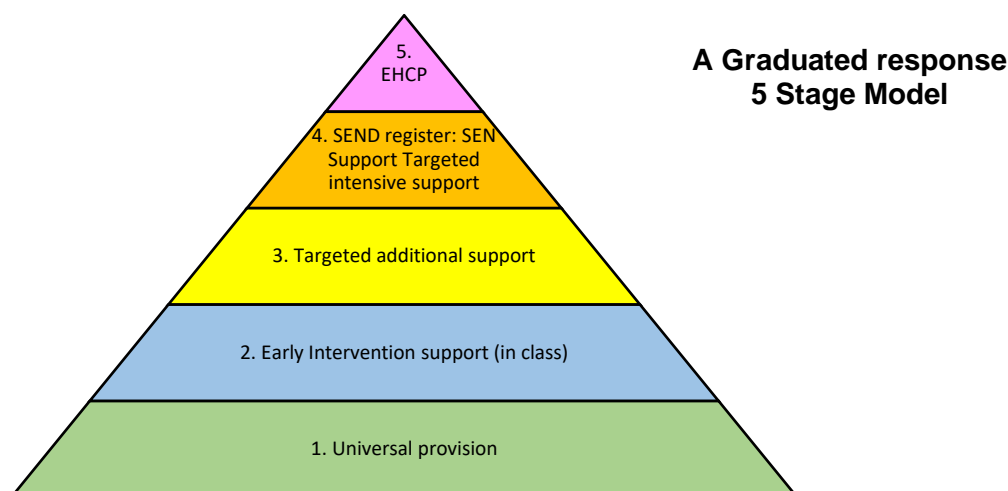 A Graduated response
5 Stage Model
5.
EHCP
4. SEND register: SEN
Support Targeted
intensive support
3. Targeted additional support
2. Early Intervention support (in class)
1. Universal provision